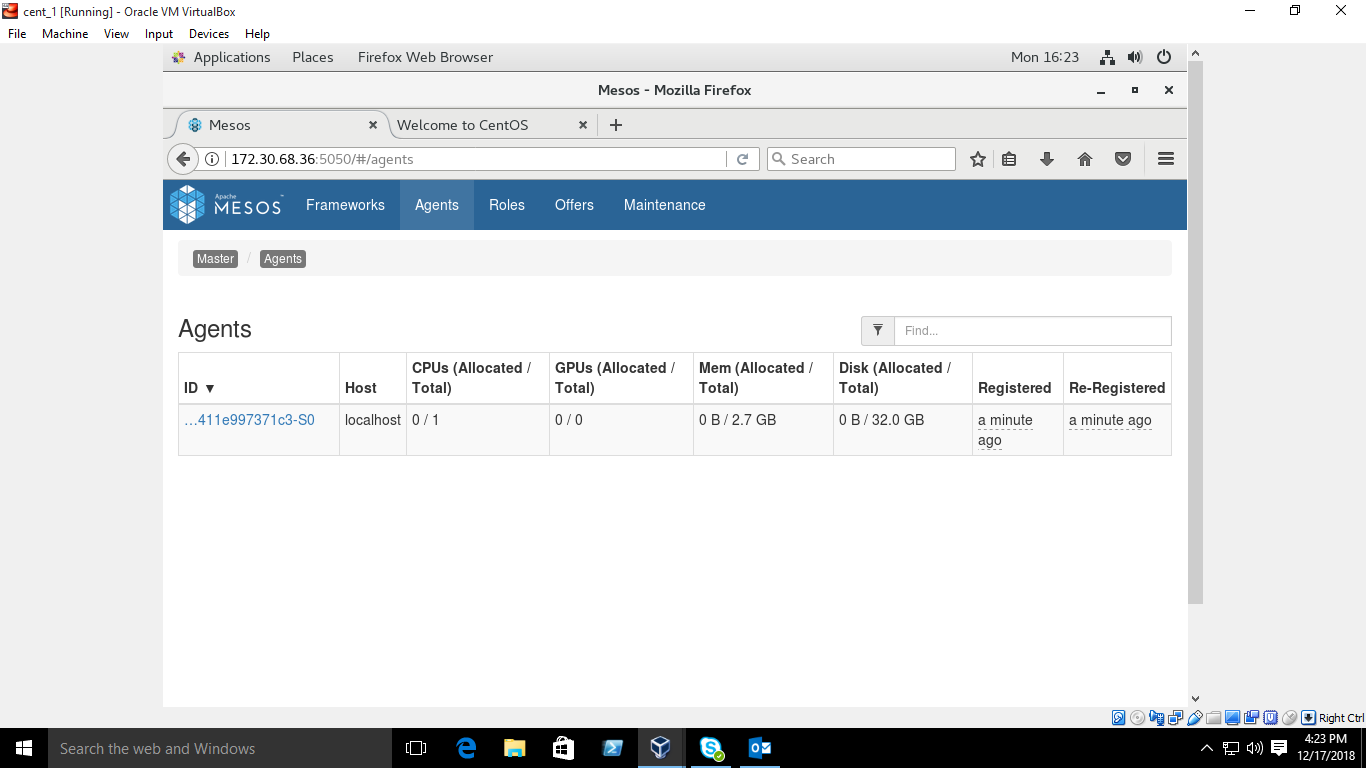 cent_1 [Running] - Oracle VM VirtualBox
File Machine View Input Devices Help
Applications Places Firefox Web Browser Mon 16:23
Mesos - Mozilla Firefox
Mesos Welcome to CentOS
172.30.68.36:5050/#/agents Search
Apache MESOS™ Frameworks Agents Roles Offers Maintenance
Master / Agents
Agents Find...
ID ▼ Host CPUs (Allocated / Total) GPUs (Allocated / Total) Mem (Allocated / Total) Disk (Allocated / Total) Registered Re-Registered
…411e997371c3-S0 localhost 0 / 1 0 / 0 0 B / 2.7 GB 0 B / 32.0 GB a minute ago a minute ago
Right Ctrl
Search the web and Windows
4:23 PM
12/17/2018